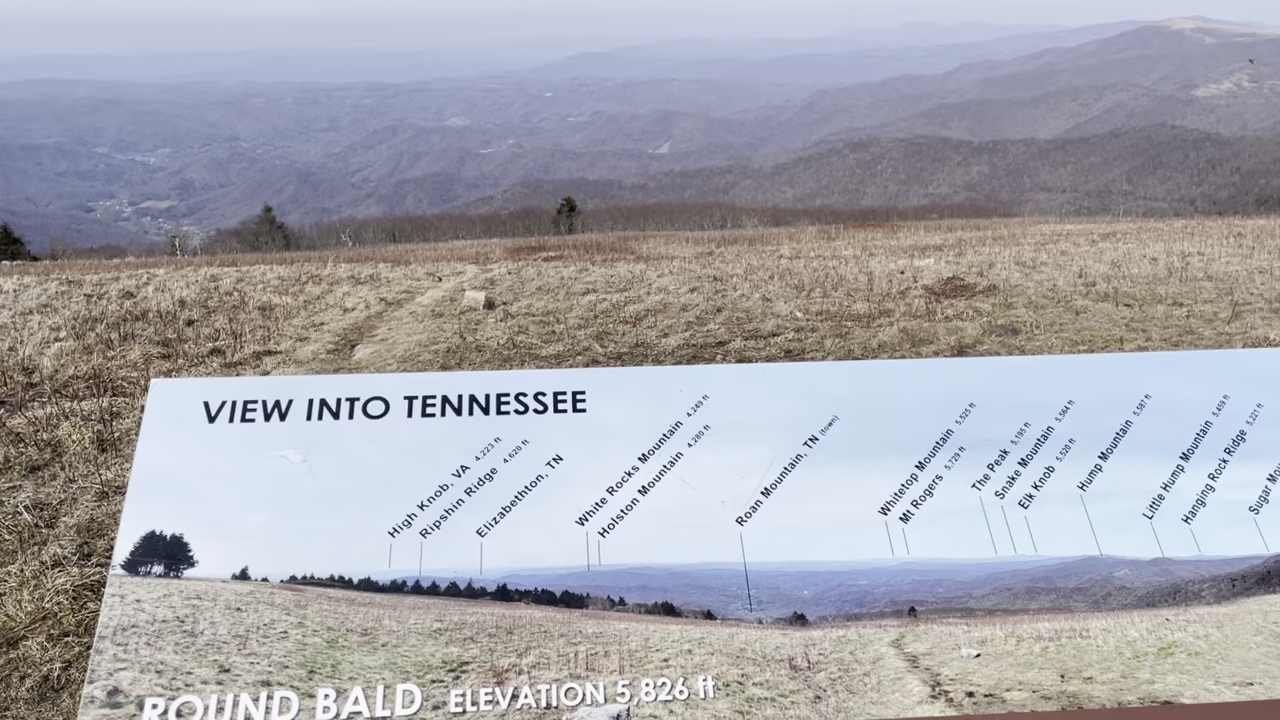 VIEW INTO TENNESSEE
High Knob, VA 4,223 ft
Ripshin Ridge 4,620 ft
Elizabethton, TN
White Rocks Mountain 4,249 ft
Holston Mountain 4,280 ft
Roan Mountain, TN (town)
Whitetop Mountain 5,525 ft
Mt Rogers 5,729 ft
The Peak 5,195 ft
Snake Mountain 5,564 ft
Elk Knob 5,520 ft
Hump Mountain 5,587 ft
Little Hump Mountain 5,459 ft
Hanging Rock Ridge 5,221 ft
Sugar Mou
ROUND BALD ELEVATION 5,826 ft